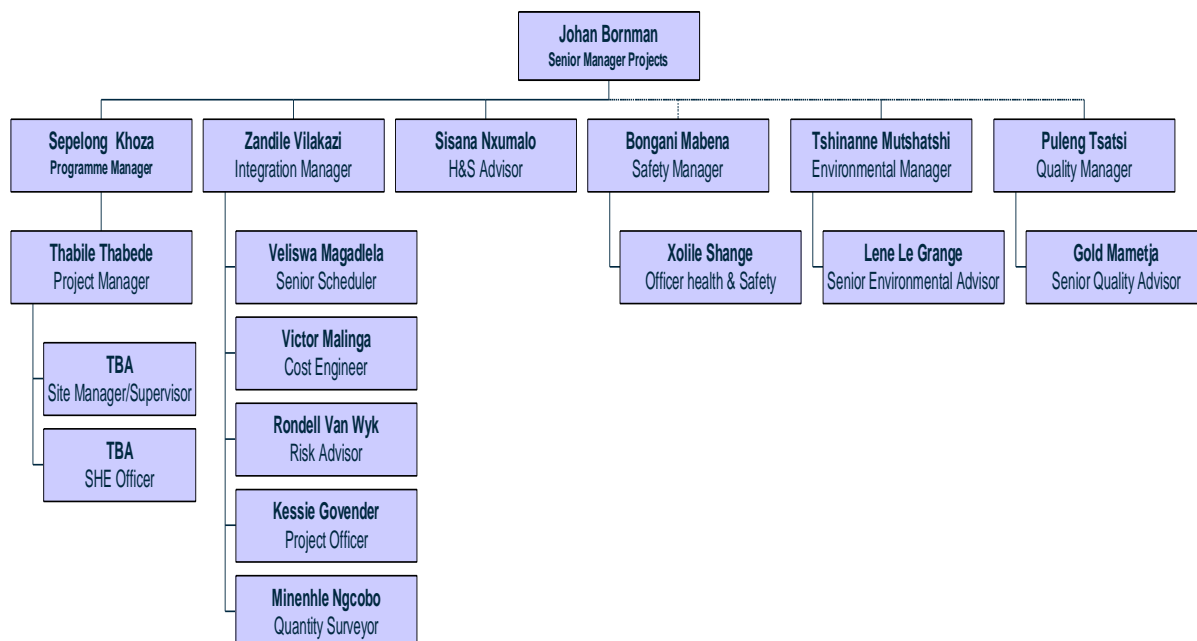 Johan Bornman
Senior Manager Projects
Sepelong Khoza
Programme Manager
Zandile Vilakazi
Integration Manager
Sisana Nxumalo
H&S Advisor
Bongani Mabena
Safety Manager
Tshinanne Mutshatshi
Environmental Manager
Puleng Tsatsi
Quality Manager
Thabile Thabede
Project Manager
Veliswa Magadlela
Senior Scheduler
Xolile Shange
Officer health & Safety
Lene Le Grange
Senior Environmental Advisor
Gold Mametja
Senior Quality Advisor
TBA
Site Manager/Supervisor
Victor Malinga
Cost Engineer
TBA
SHE Officer
Rondell Van Wyk
Risk Advisor
Kessie Govender
Project Officer
Minenhle Ngcobo
Quantity Surveyor